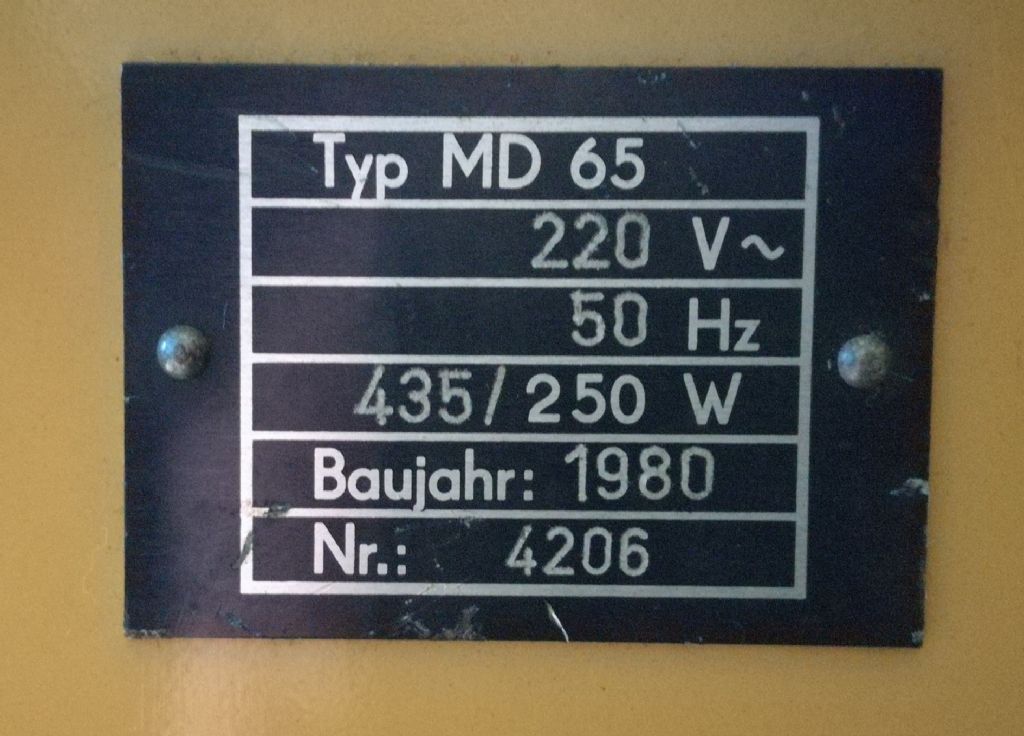 Typ MD 65
220 V~
50 Hz
435/250 W
Baujahr: 1980
Nr.: 4206